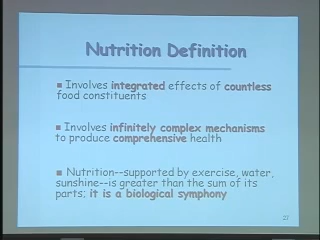 Nutrition Definition
■ Involves integrated effects of countless
food constituents
■ Involves infinitely complex mechanisms
to produce comprehensive health
■ Nutrition--supported by exercise, water,
sunshine--is greater than the sum of its
parts; it is a biological symphony
27